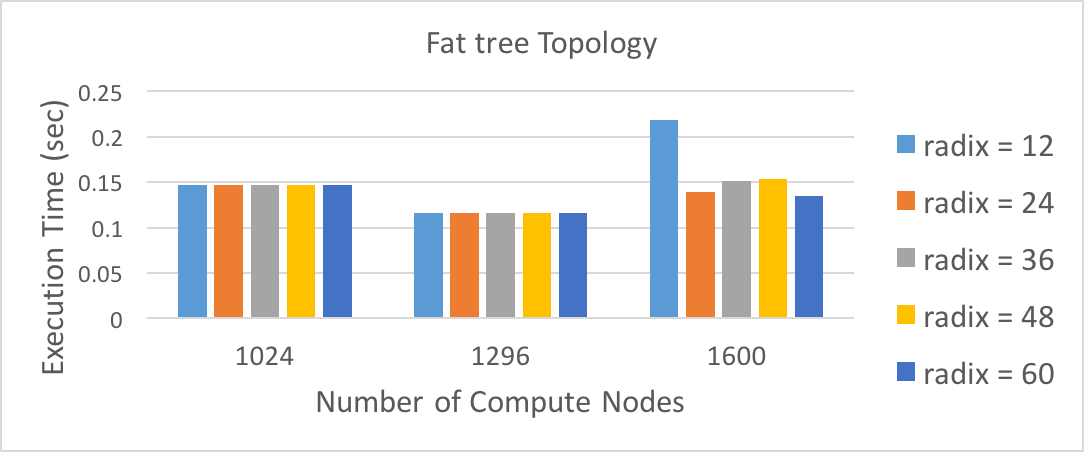 Fat tree Topology
Execution Time (sec)
0.25
0.2
0.15
0.1
0.05
0
1024
1296
1600
Number of Compute Nodes
radix = 12
radix = 24
radix = 36
radix = 48
radix = 60